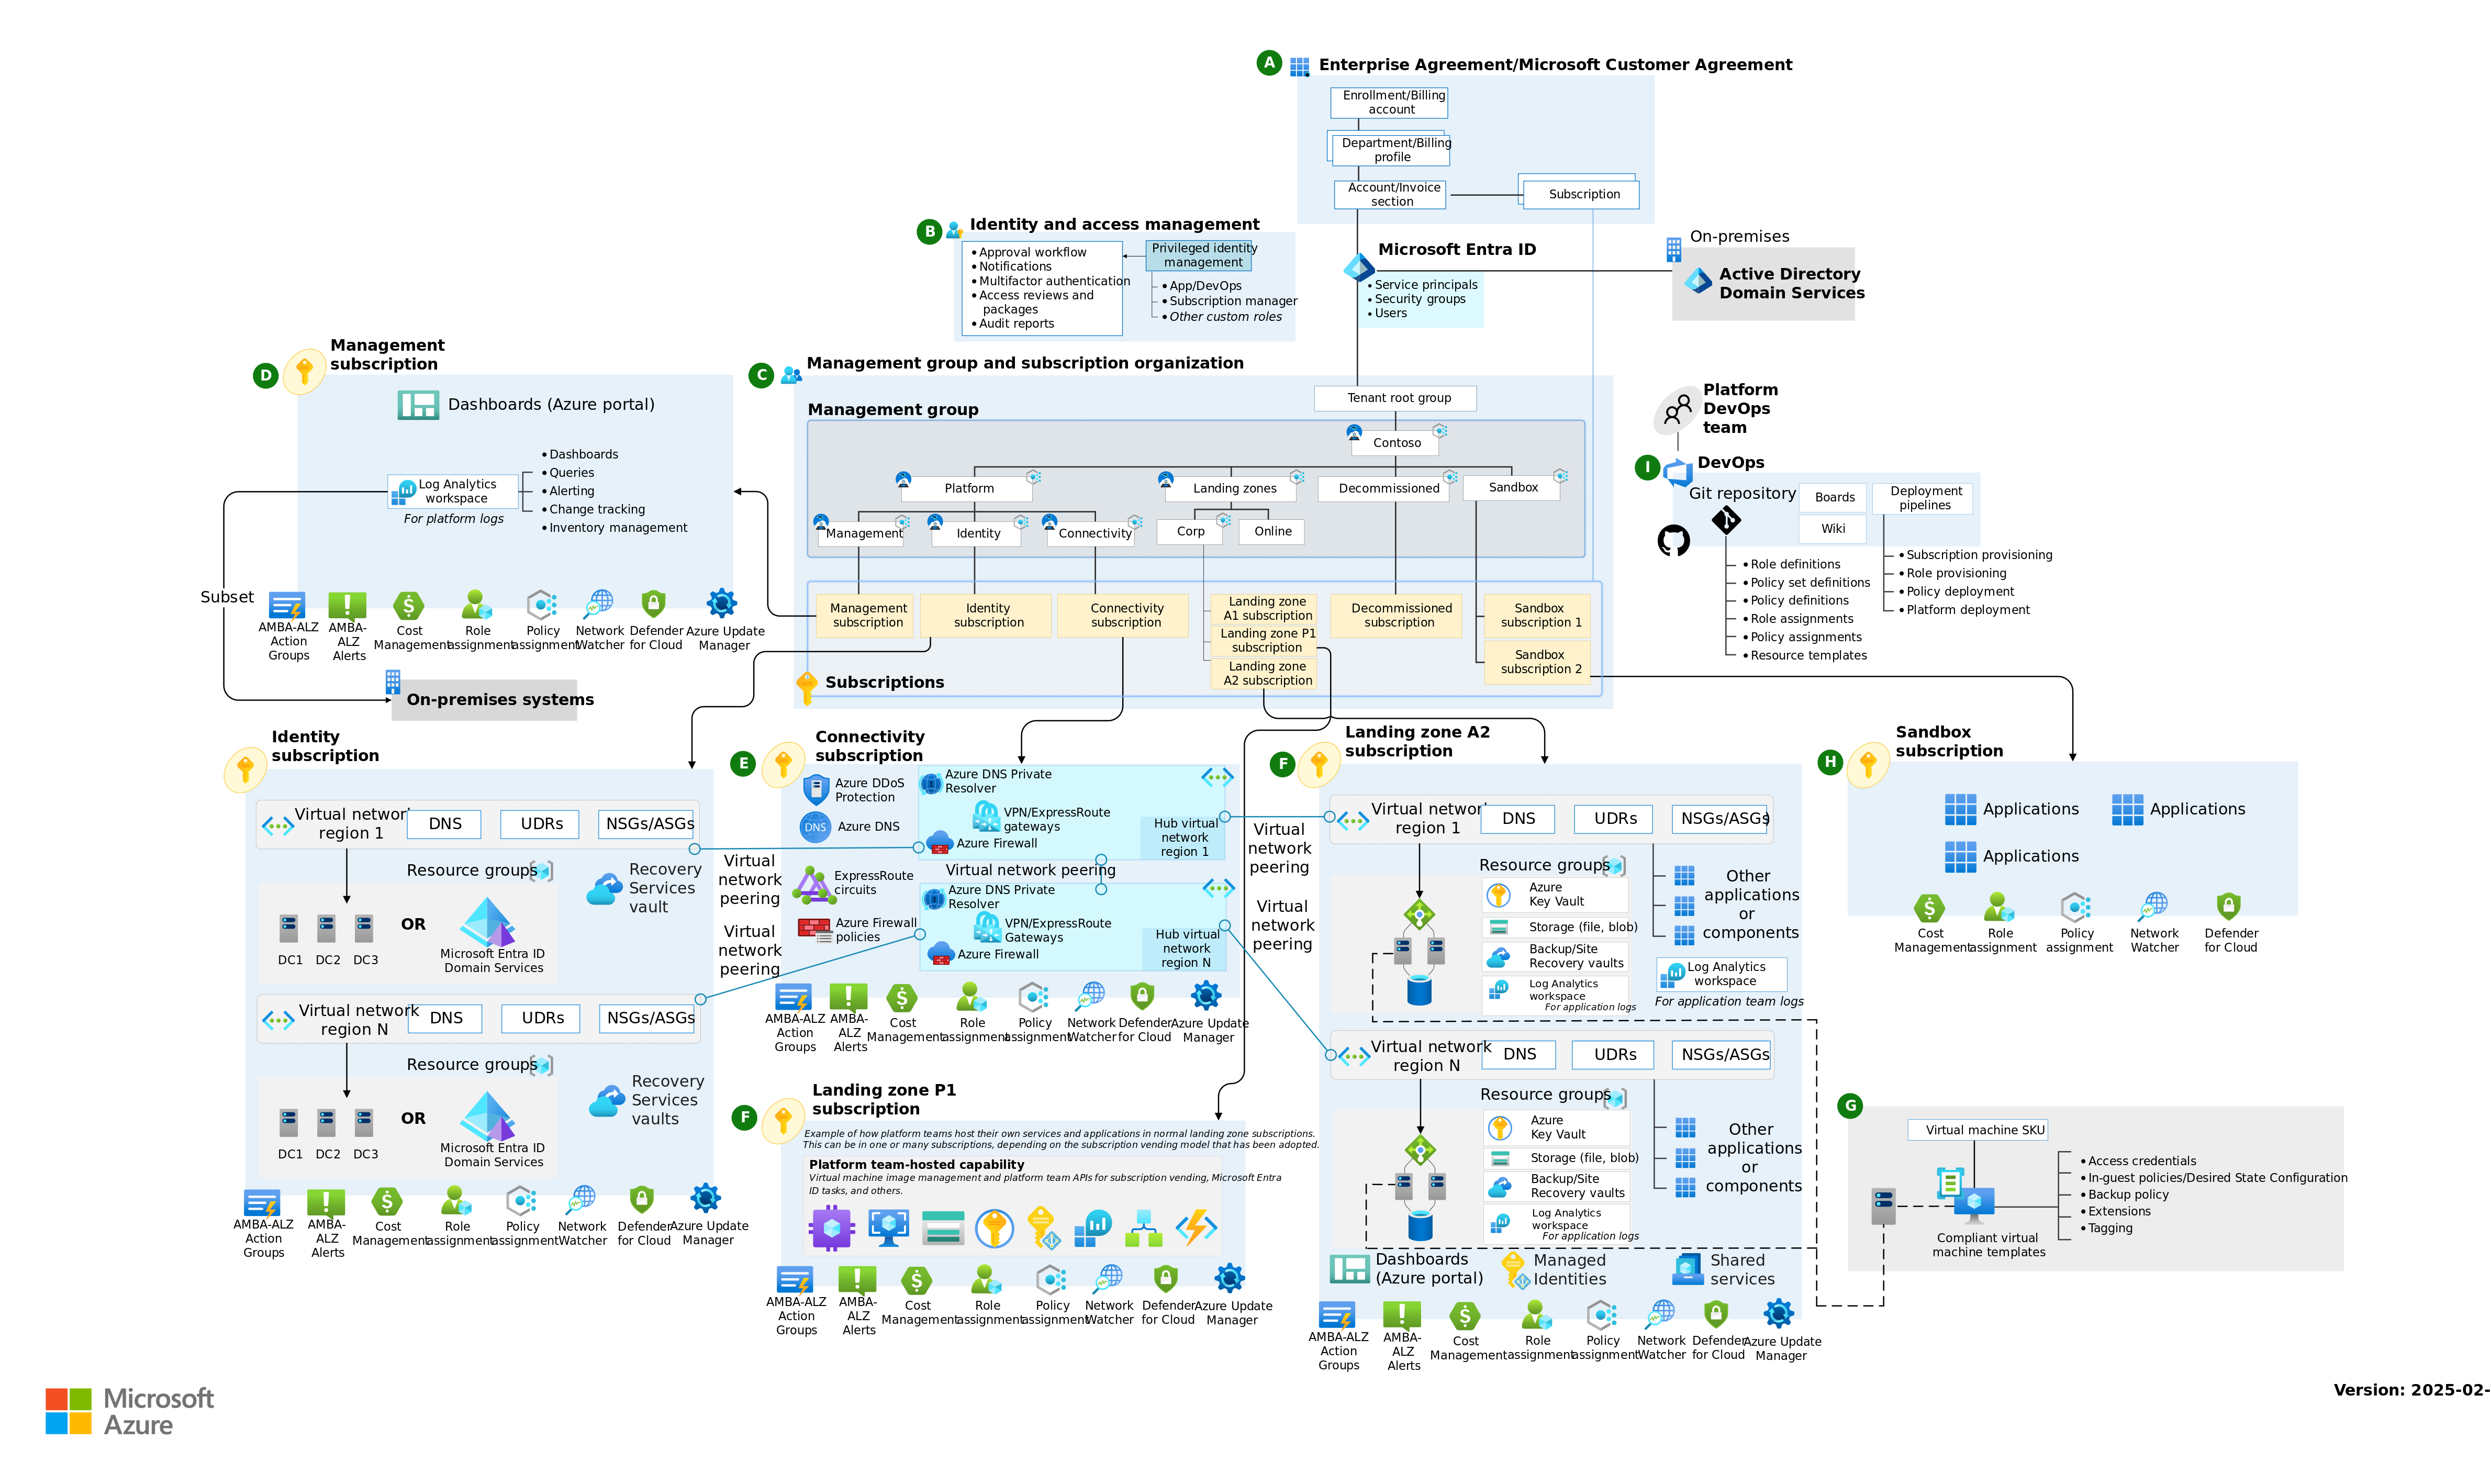 A
Enterprise Agreement/Microsoft Customer Agreement
Enrollment/Billing
account
Department/Billing
profile
Account/Invoice
section
Subscription
B
Identity and access management
• Approval workflow
• Notifications
• Multifactor authentication
• Access reviews and
packages
• Audit reports
Privileged identity
management
• App/DevOps
• Subscription manager
• Other custom roles
Microsoft Entra ID
• Service principals
• Security groups
• Users
On-premises
Active Directory
Domain Services
D
Management
subscription
Dashboards (Azure portal)
Log Analytics
workspace
For platform logs
• Dashboards
• Queries
• Alerting
• Change tracking
• Inventory management
Subset
AMBA-ALZ
Action
Groups
AMBA-
ALZ
Alerts
Cost
Management
Role
assignment
Policy
assignment
Network
Watcher
Defender
for Cloud
Azure Update
Manager
On-premises systems
C
Management group and subscription organization
Management group
Tenant root group
Contoso
Platform
Landing zones
Decommissioned
Sandbox
Management
Identity
Connectivity
Corp
Online
Management
subscription
Identity
subscription
Connectivity
subscription
Landing zone
A1 subscription
Landing zone P1
subscription
Landing zone
A2 subscription
Decommissioned
subscription
Sandbox
subscription 1
Sandbox
subscription 2
Subscriptions
Platform
DevOps
team
I
DevOps
Git repository
Boards
Wiki
Deployment
pipelines
• Role definitions
• Policy set definitions
• Policy definitions
• Role assignments
• Policy assignments
• Resource templates
• Subscription provisioning
• Role provisioning
• Policy deployment
• Platform deployment
Identity
subscription
Virtual network
region 1
DNS
UDRs
NSGs/ASGs
Resource groups
DC1
DC2
DC3
OR
Microsoft Entra ID
Domain Services
Recovery
Services
vault
Virtual network
region N
DNS
UDRs
NSGs/ASGs
Resource groups
DC1
DC2
DC3
OR
Microsoft Entra ID
Domain Services
Recovery
Services
vaults
AMBA-ALZ
Action
Groups
AMBA-
ALZ
Alerts
Cost
Management
Role
assignment
Policy
assignment
Network
Watcher
Defender
for Cloud
Azure Update
Manager
Virtual
network
peering
Virtual
network
peering
E
Connectivity
subscription
Azure DDoS
Protection
DNS
Azure DNS
ExpressRoute
circuits
Azure Firewall
policies
Azure DNS Private
Resolver
VPN/ExpressRoute
gateways
Azure Firewall
Hub virtual
network
region 1
Virtual network peering
Azure DNS Private
Resolver
VPN/ExpressRoute
Gateways
Azure Firewall
Hub virtual
network
region N
AMBA-ALZ
Action
Groups
AMBA-
ALZ
Alerts
Cost
Management
Role
assignment
Policy
assignment
Network
Watcher
Defender
for Cloud
Azure Update
Manager
Virtual
network
peering
Virtual
network
peering
F
Landing zone P1
subscription
Example of how platform teams host their own services and applications in normal landing zone subscriptions.
This can be in one or many subscriptions, depending on the subscription vending model that has been adopted.
Platform team-hosted capability
Virtual machine image management and platform team APIs for subscription vending, Microsoft Entra
ID tasks, and others.
AMBA-ALZ
Action
Groups
AMBA-
ALZ
Alerts
Cost
Management
Role
assignment
Policy
assignment
Network
Watcher
Defender
for Cloud
Azure Update
Manager
F
Landing zone A2
subscription
Virtual network
region 1
DNS
UDRs
NSGs/ASGs
Resource groups
Azure
Key Vault
Storage (file, blob)
Backup/Site
Recovery vaults
Log Analytics
workspace
For application logs
Other
applications
or
components
Log Analytics
workspace
For application team logs
Virtual network
region N
DNS
UDRs
NSGs/ASGs
Resource groups
Azure
Key Vault
Storage (file, blob)
Backup/Site
Recovery vaults
Log Analytics
workspace
For application logs
Other
applications
or
components
Dashboards
(Azure portal)
Managed
Identities
Shared
services
AMBA-ALZ
Action
Groups
AMBA-
ALZ
Alerts
Cost
Management
Role
assignment
Policy
assignment
Network
Watcher
Defender
for Cloud
Azure Update
Manager
H
Sandbox
subscription
Applications
Applications
Applications
Cost
Management
Role
assignment
Policy
assignment
Network
Watcher
Defender
for Cloud
G
Virtual machine SKU
Compliant virtual
machine templates
• Access credentials
• In-guest policies/Desired State Configuration
• Backup policy
• Extensions
• Tagging
Microsoft
Azure
Version: 2025-02-